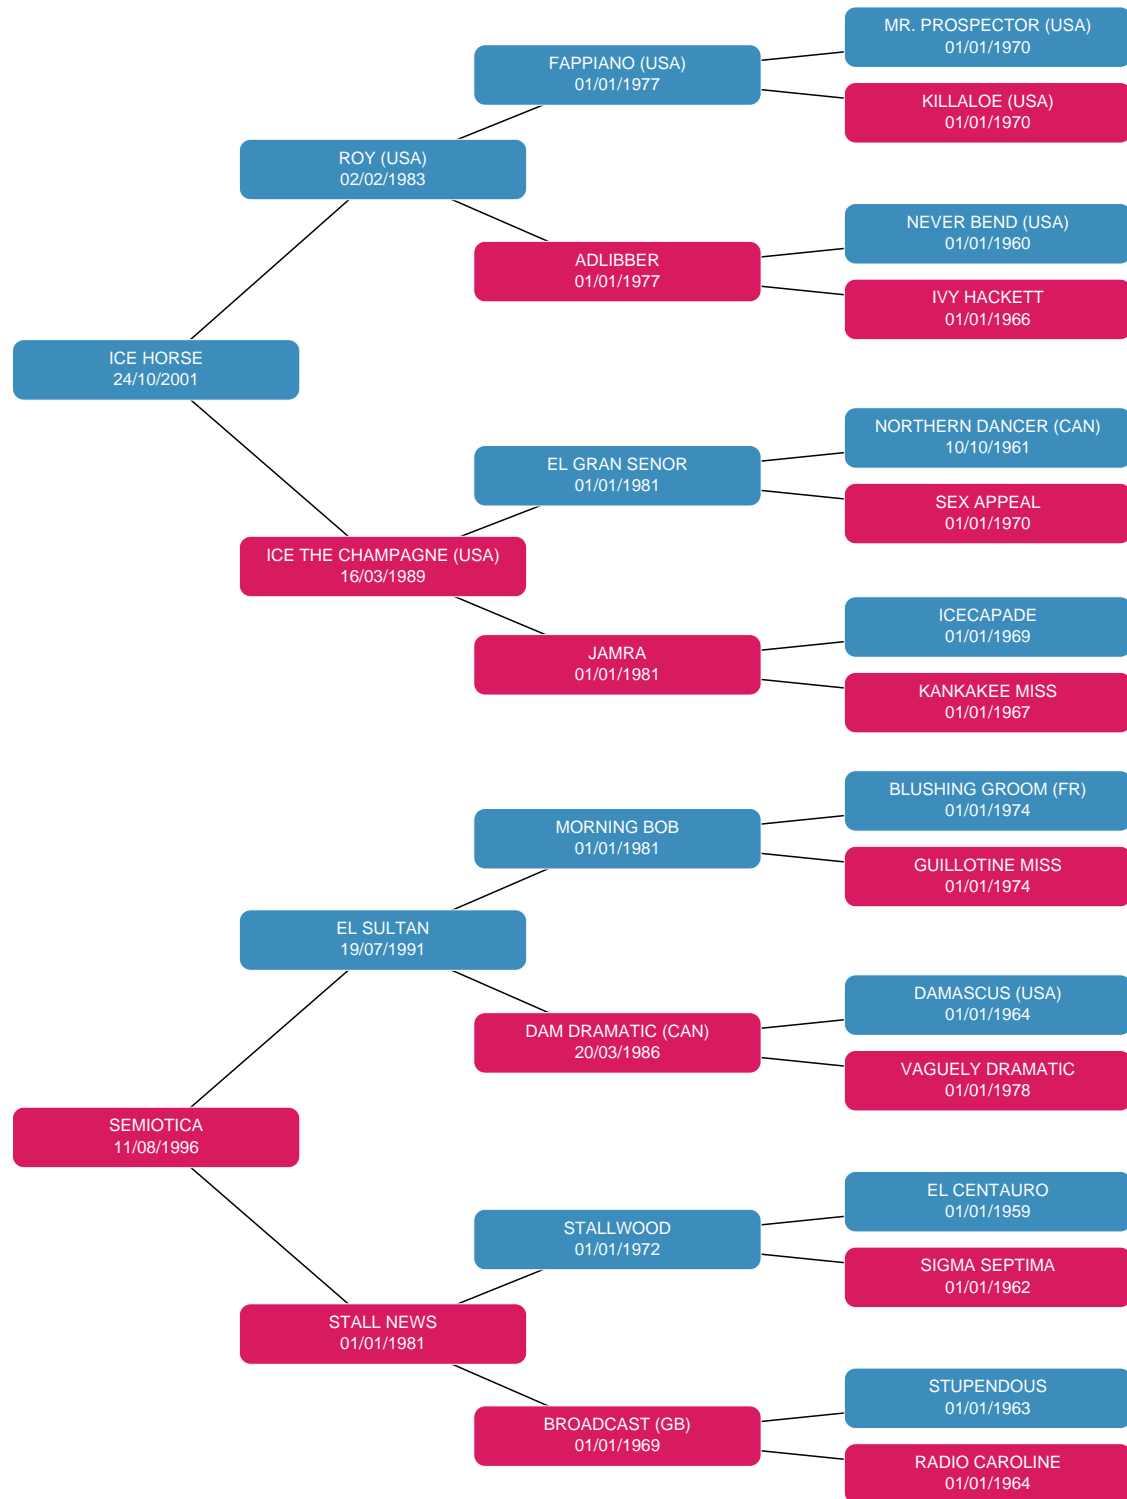 MR. PROSPECTOR (USA)
01/01/1970
FAPPIANO (USA)
01/01/1977
KILLALOE (USA)
01/01/1970
ROY (USA)
02/02/1983
NEVER BEND (USA)
01/01/1960
ADLIBBER
01/01/1977
IVY HACKETT
01/01/1966
ICE HORSE
24/10/2001
NORTHERN DANCER (CAN)
10/10/1961
EL GRAN SENOR
01/01/1981
SEX APPEAL
01/01/1970
ICE THE CHAMPAGNE (USA)
16/03/1989
ICECAPADE
01/01/1969
JAMRA
01/01/1981
KANKAKEE MISS
01/01/1967
BLUSHING GROOM (FR)
01/01/1974
MORNING BOB
01/01/1981
GUILLOTINE MISS
01/01/1974
EL SULTAN
19/07/1991
DAMASCUS (USA)
01/01/1964
DAM DRAMATIC (CAN)
20/03/1986
VAGUELY DRAMATIC
01/01/1978
SEMIOTICA
11/08/1996
EL CENTAURO
01/01/1959
STALLWOOD
01/01/1972
SIGMA SEPTIMA
01/01/1962
STALL NEWS
01/01/1981
STUPENDOUS
01/01/1963
BROADCAST (GB)
01/01/1969
RADIO CAROLINE
01/01/1964